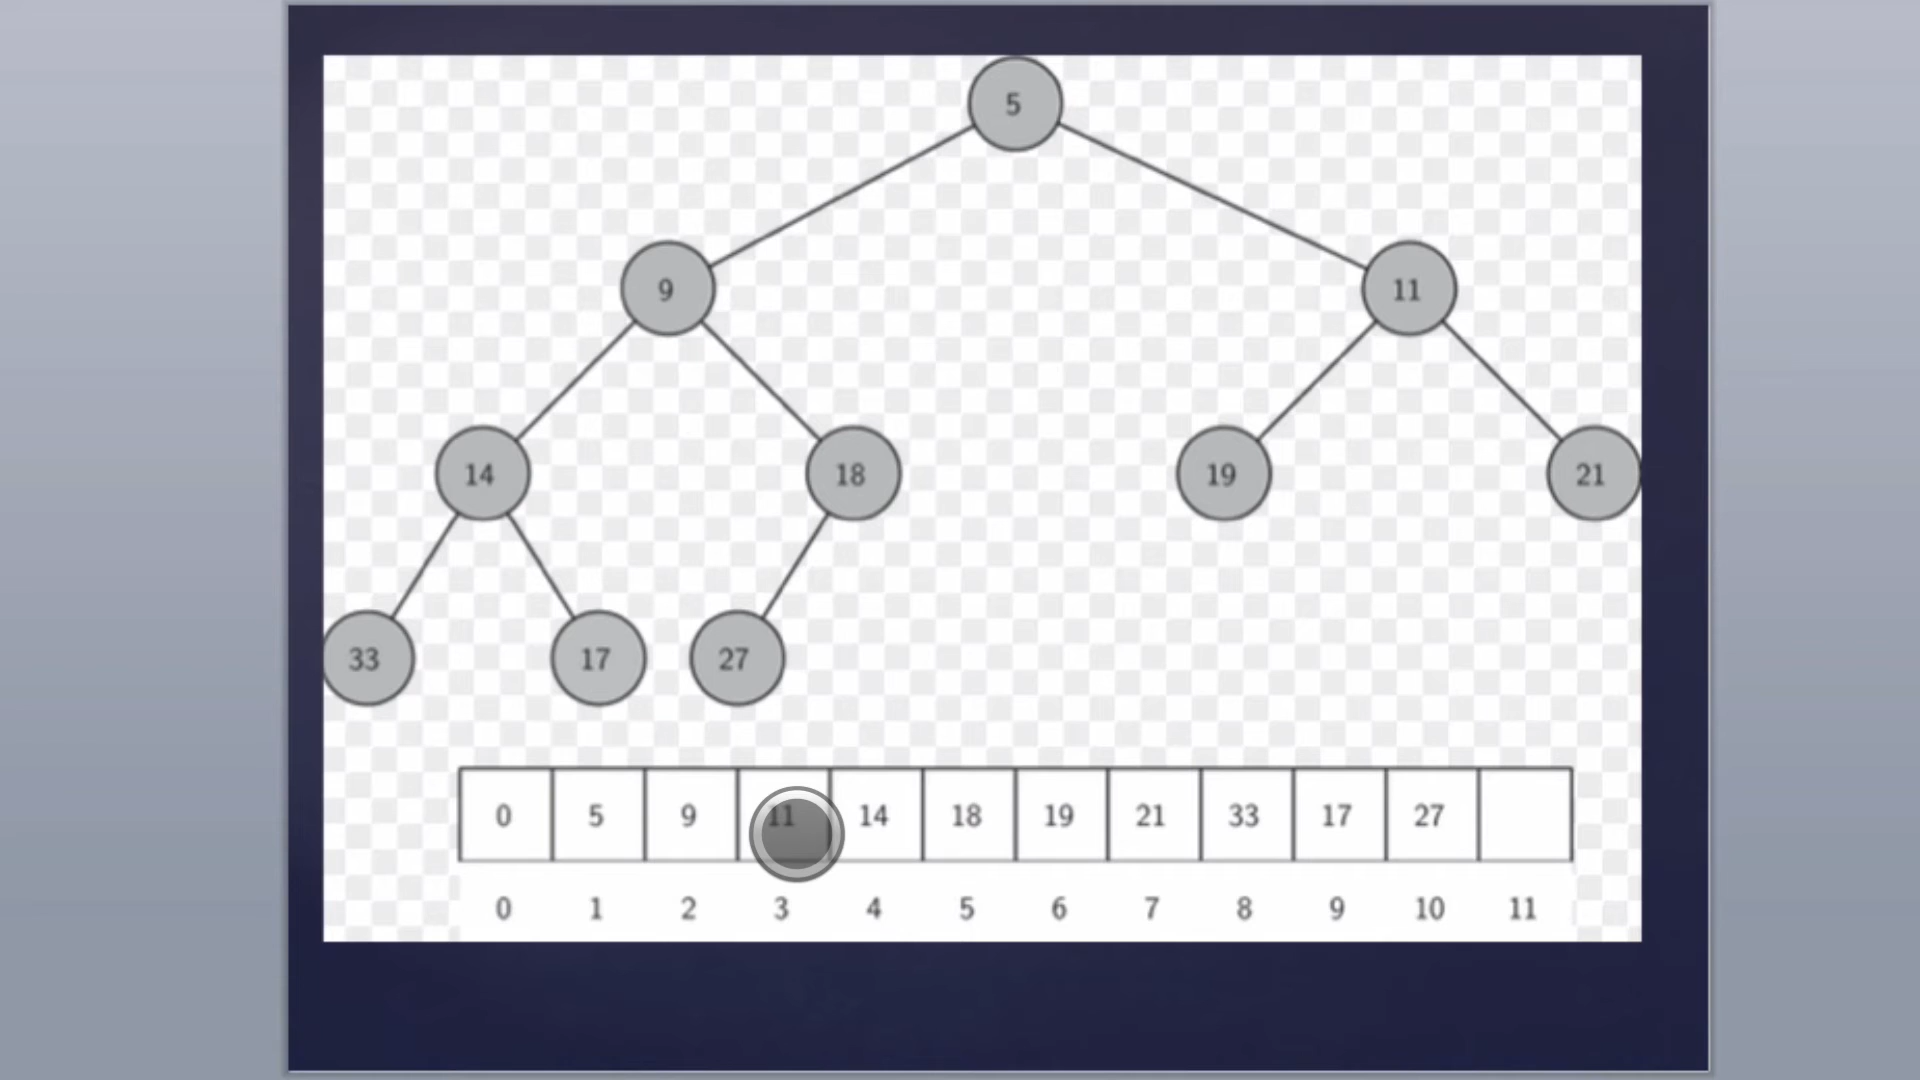 5
9 11
14 18 19 21
33 17 27
0 5 9 11 14 18 19 21 33 17 27
0 1 2 3 4 5 6 7 8 9 10 11